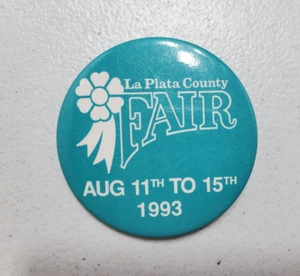 La Plata County
FAIR
AUG 11TH TO 15TH
1993